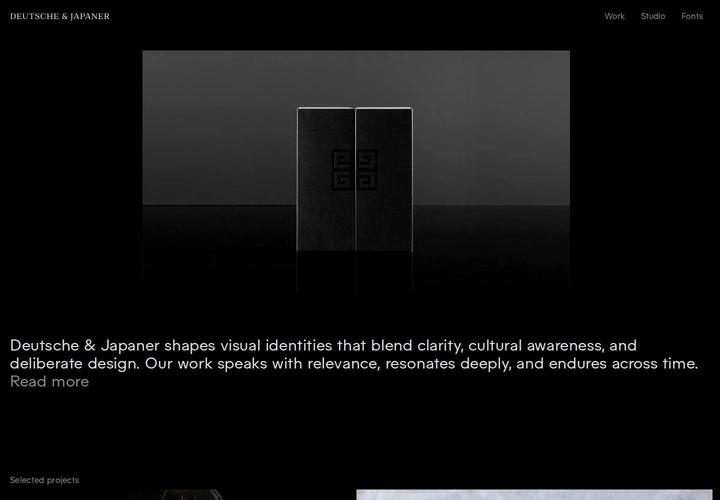 DEUTSCHE & JAPANER
Work Studio Fonts
Deutsche & Japaner shapes visual identities that blend clarity, cultural awareness, and
deliberate design. Our work speaks with relevance, resonates deeply, and endures across time.
Read more
Selected projects